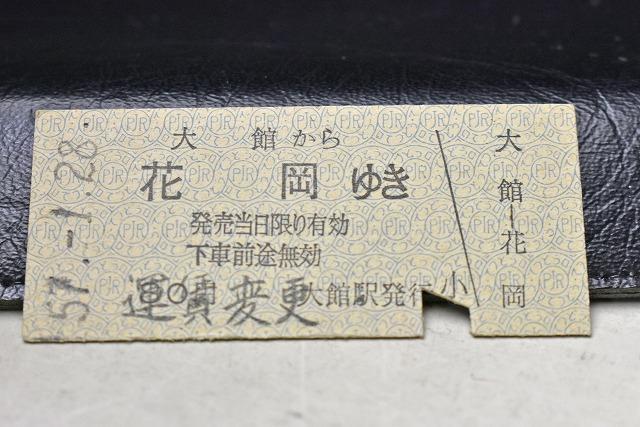 57.-1.28
大館から
花岡ゆき
発売当日限り有効
下車前途無効
運賃変更
大館駅発行
小
大館―花岡